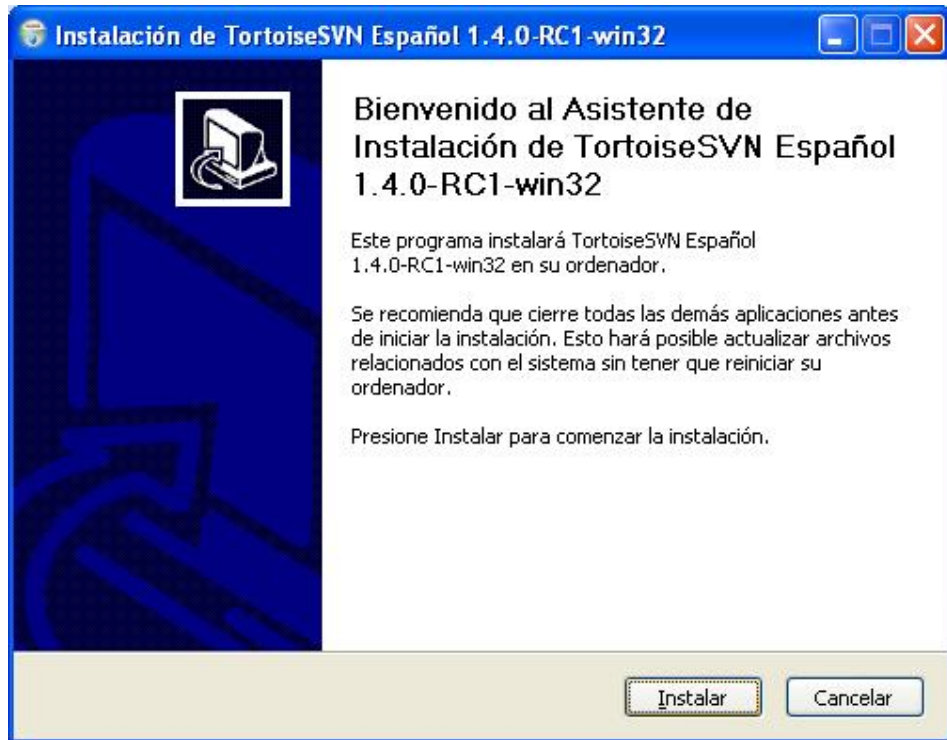 Instalación de TortoiseSVN Español 1.4.0-RC1-win32
Bienvenido al Asistente de
Instalación de TortoiseSVN Español
1.4.0-RC1-win32
Este programa instalará TortoiseSVN Español
1.4.0-RC1-win32 en su ordenador.
Se recomienda que cierre todas las demás aplicaciones antes
de iniciar la instalación. Esto hará posible actualizar archivos
relacionados con el sistema sin tener que reiniciar su
ordenador.
Presione Instalar para comenzar la instalación.
Instalar
Cancelar